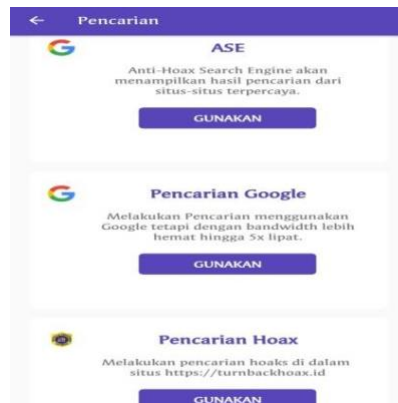 Pencarian
ASE
Anti-Hoax Search Engine akan
menampilkan hasil pencarian dari
situs-situs terpercaya.
GUNAKAN
Pencarian Google
Melakukan Pencarian menggunakan
Google tetapi dengan bandwidth lebih
hemat hingga 5x lipat.
GUNAKAN
Pencarian Hoax
Melakukan pencarian hoaks di dalam
situs https://turnbackhoax.id
GUNAKAN